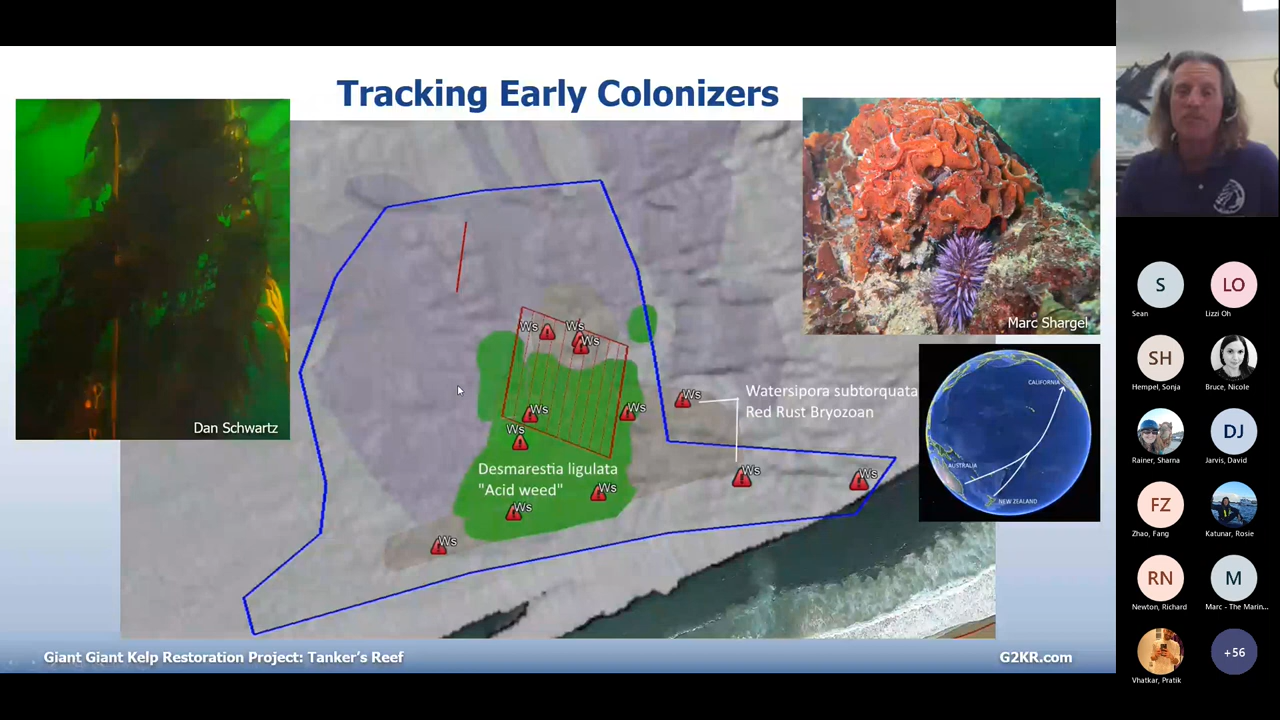 Tracking Early Colonizers
Dan Schwartz
Marc Shargel
Ws
Ws
Ws
Ws
Ws
Ws
Ws
Ws
Ws
Ws
Ws
Ws
Watersipora subtorquata
Red Rust Bryozoan
Desmarestia ligulata
"Acid weed"
CALIFORNIA
AUSTRALIA
NEW ZEALAND
Giant Giant Kelp Restoration Project: Tanker's Reef
G2KR.com
S
Sean
LO
Lizzi Oh
SH
Hempel, Sonja
Bruce, Nicole
Rainer, Sharna
DJ
Jarvis, David
FZ
Zhao, Fang
Katunar, Rosie
RN
Newton, Richard
M
Marc - The Marin...
Vhatkar, Pratik
+56